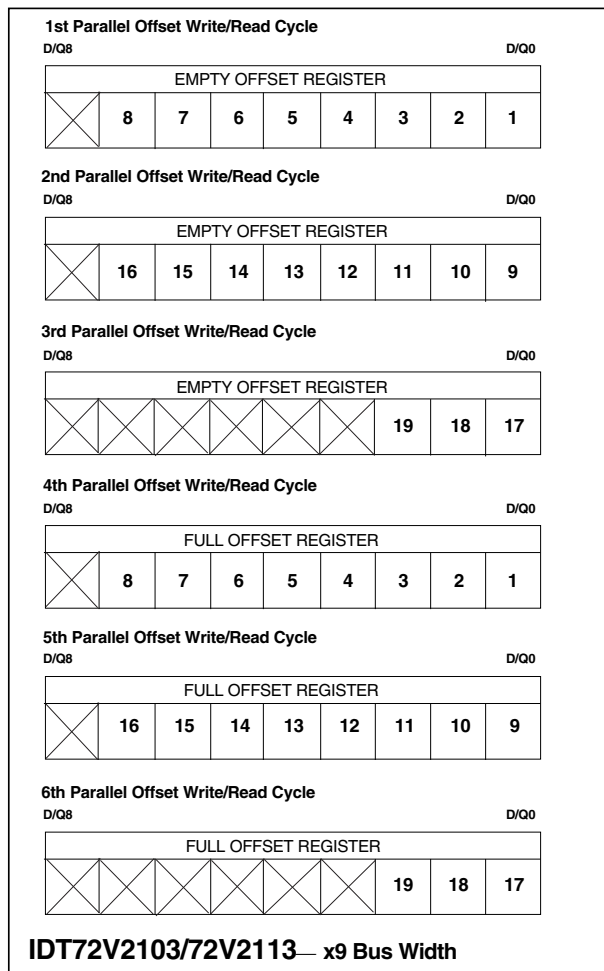 1st Parallel Offset Write/Read Cycle
D/Q8 D/Q0
EMPTY OFFSET REGISTER
8 7 6 5 4 3 2 1
2nd Parallel Offset Write/Read Cycle
D/Q8 D/Q0
EMPTY OFFSET REGISTER
16 15 14 13 12 11 10 9
3rd Parallel Offset Write/Read Cycle
D/Q8 D/Q0
EMPTY OFFSET REGISTER
19 18 17
4th Parallel Offset Write/Read Cycle
D/Q8 D/Q0
FULL OFFSET REGISTER
8 7 6 5 4 3 2 1
5th Parallel Offset Write/Read Cycle
D/Q8 D/Q0
FULL OFFSET REGISTER
16 15 14 13 12 11 10 9
6th Parallel Offset Write/Read Cycle
D/Q8 D/Q0
FULL OFFSET REGISTER
19 18 17
IDT72V2103/72V2113— x9 Bus Width